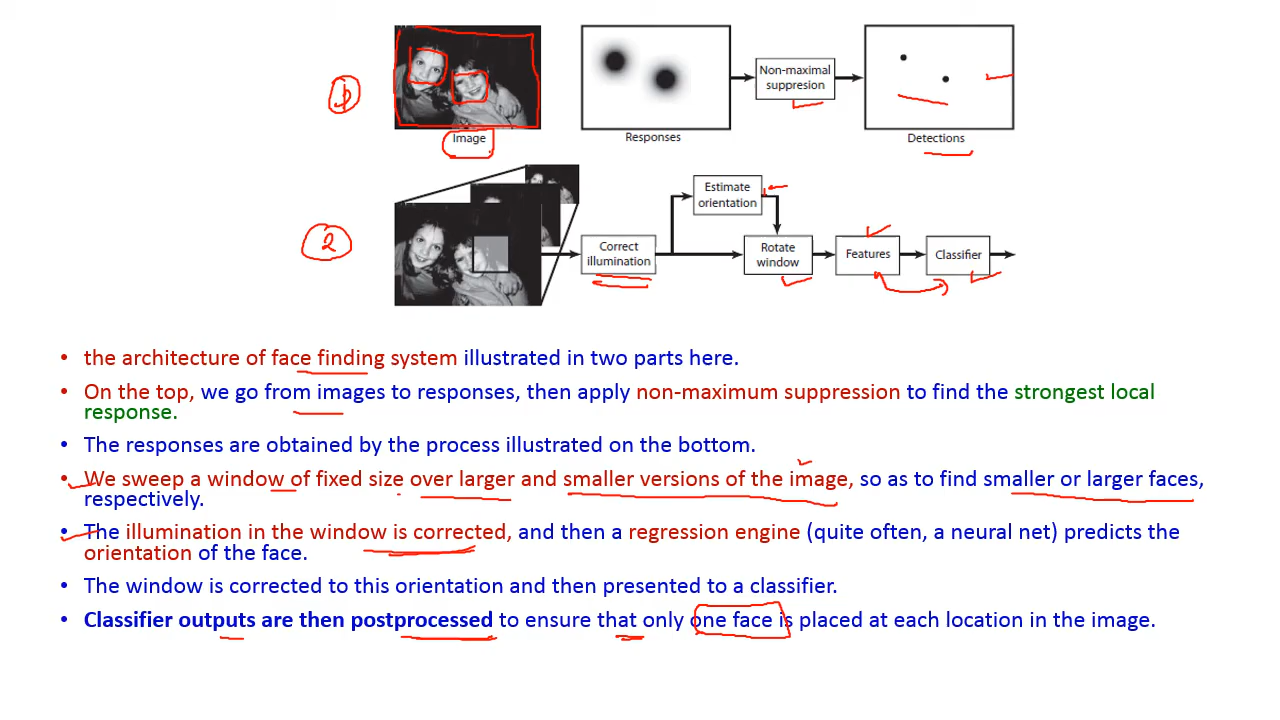 1
Image
Responses
Non-maximal
suppresion
Detections
2
Correct
illumination
Estimate
orientation
Rotate
window
Features
Classifier
• the architecture of face finding system illustrated in two parts here.
• On the top, we go from images to responses, then apply non-maximum suppression to find the strongest local
response.
• The responses are obtained by the process illustrated on the bottom.
• We sweep a window of fixed size over larger and smaller versions of the image, so as to find smaller or larger faces,
respectively.
• The illumination in the window is corrected, and then a regression engine (quite often, a neural net) predicts the
orientation of the face.
• The window is corrected to this orientation and then presented to a classifier.
• Classifier outputs are then postprocessed to ensure that only one face is placed at each location in the image.